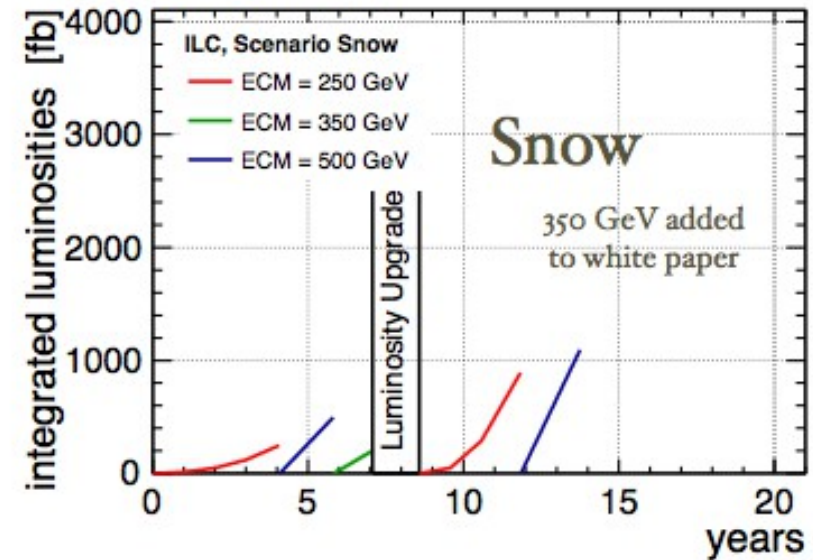 integrated luminosities [fb]
4000
3000
2000
1000
0
ILC, Scenario Snow
ECM = 250 GeV
ECM = 350 GeV
ECM = 500 GeV
Luminosity Upgrade
Snow
350 GeV added
to white paper
0 5 10 15 20
years